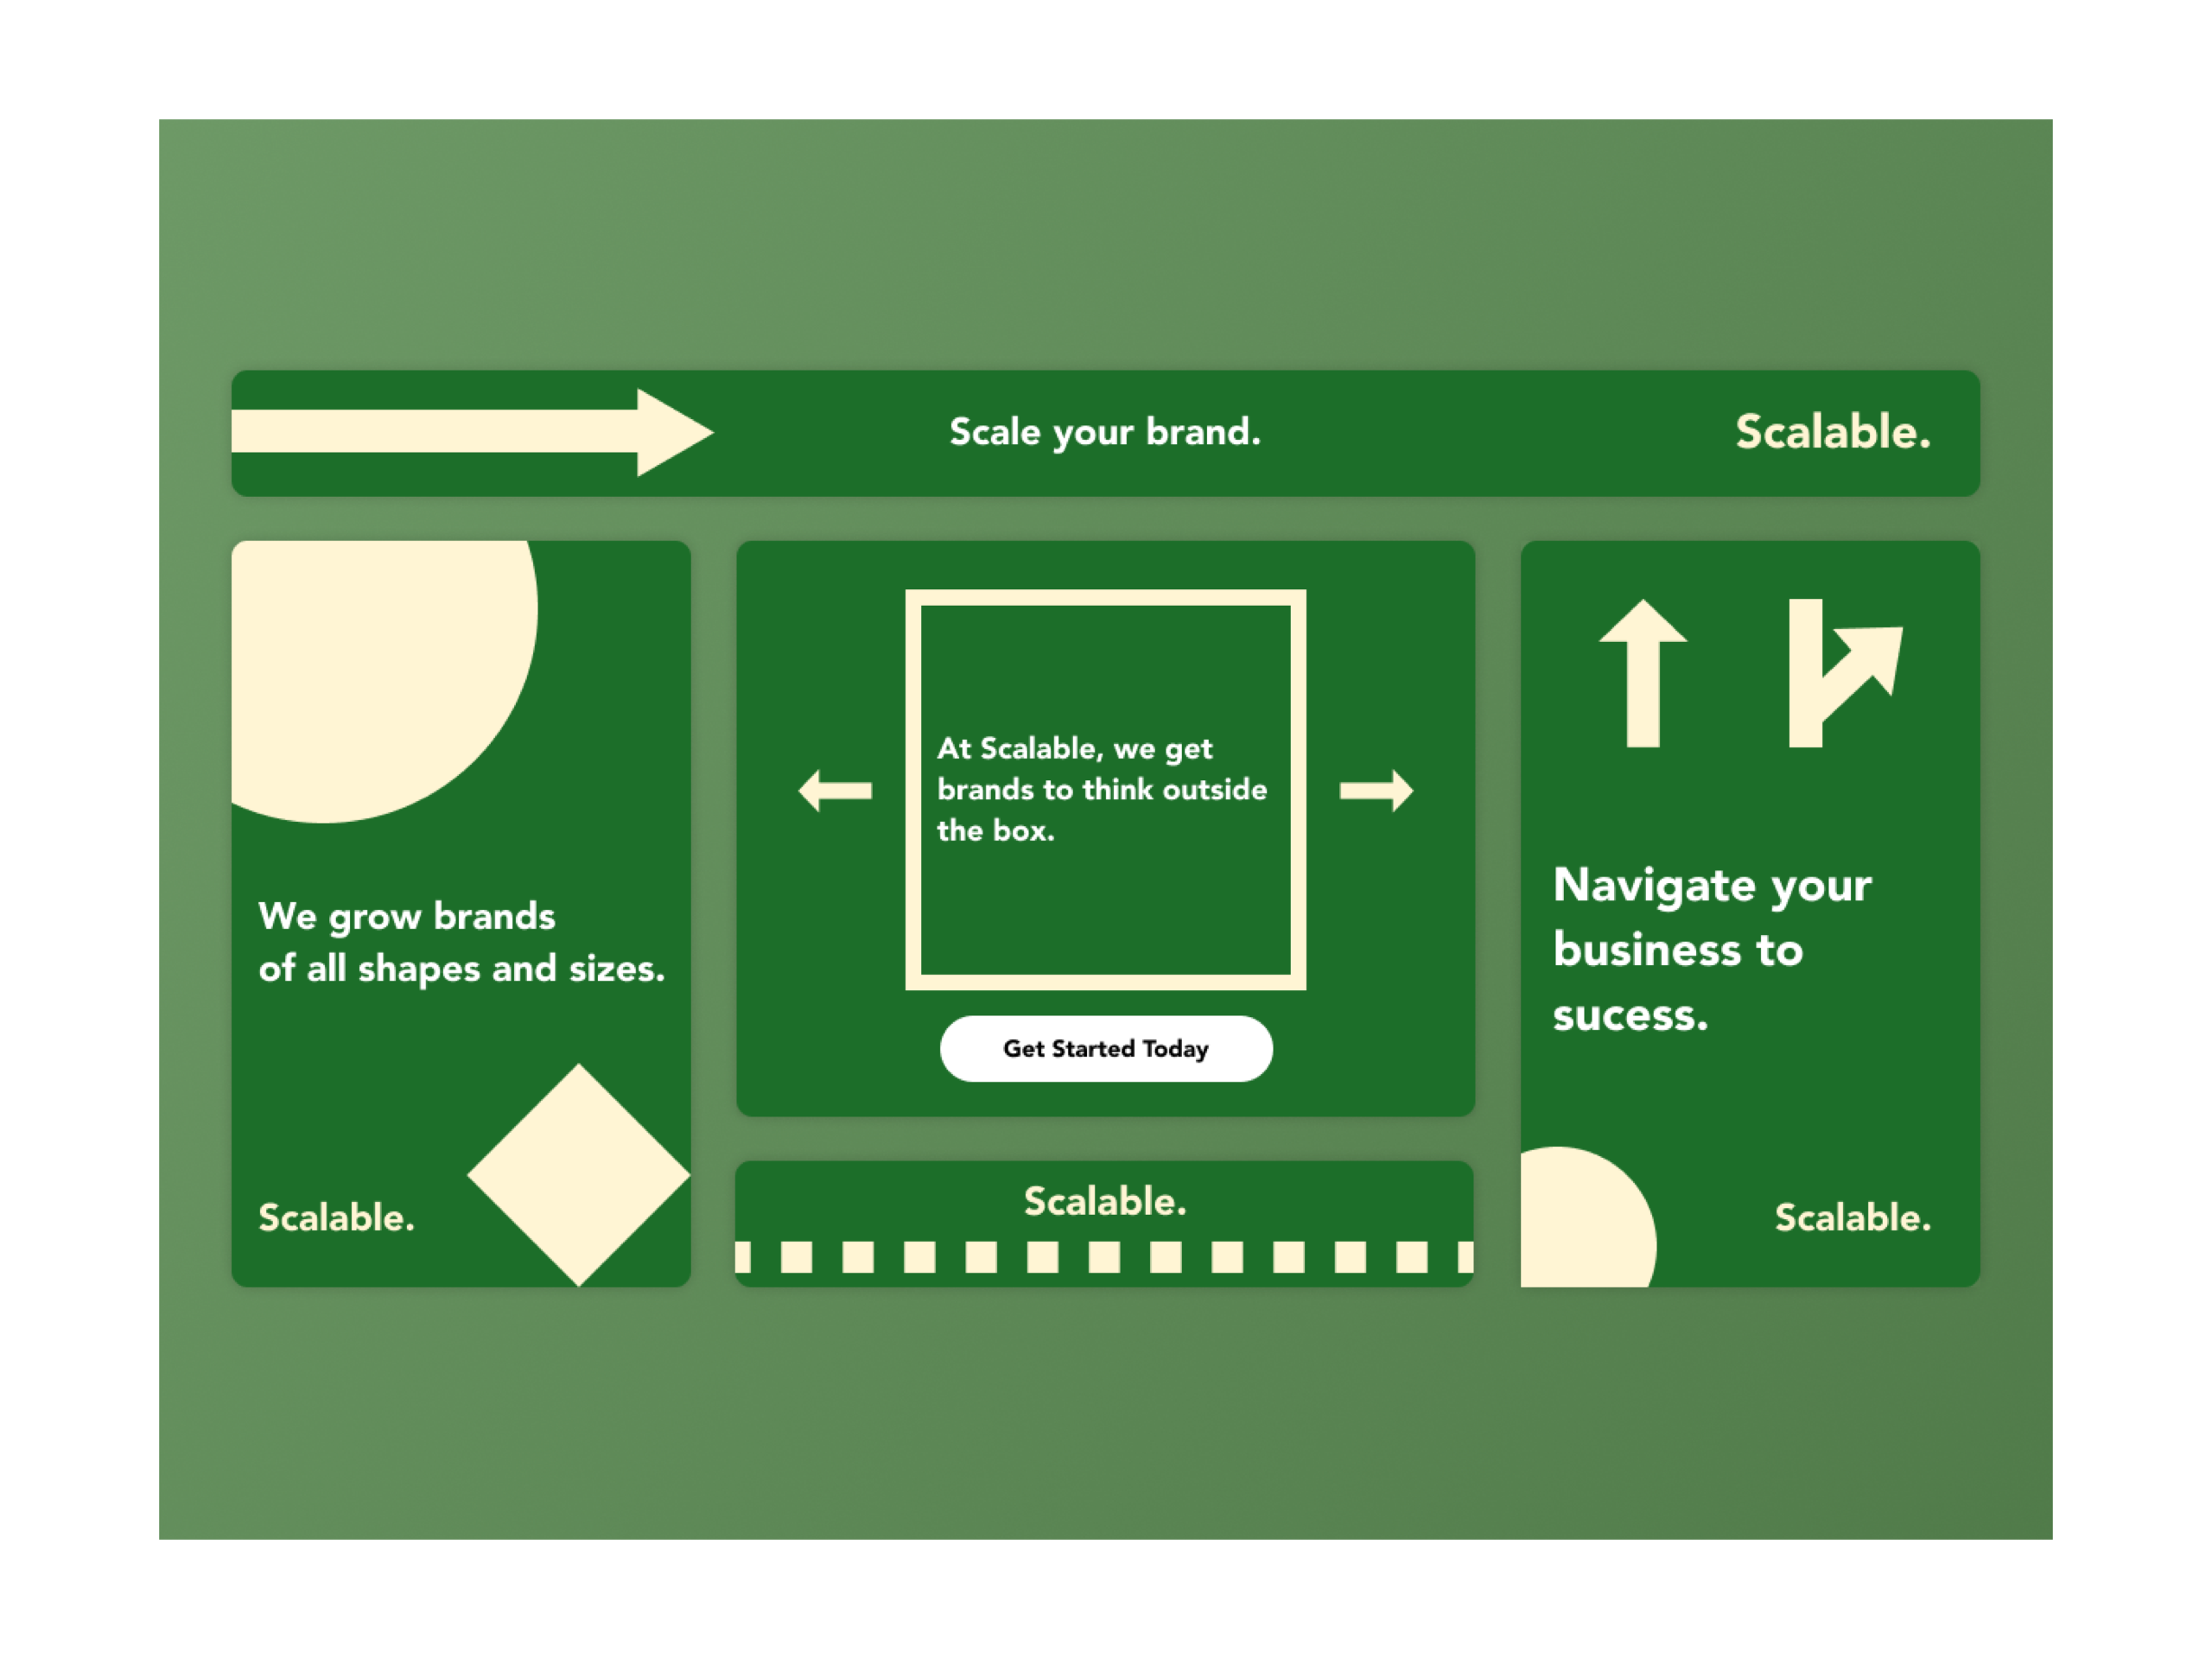 Scale your brand.
Scalable.
We grow brands
of all shapes and sizes.
Scalable.
At Scalable, we get
brands to think outside
the box.
Get Started Today
Scalable.
Navigate your
business to
sucess.
Scalable.